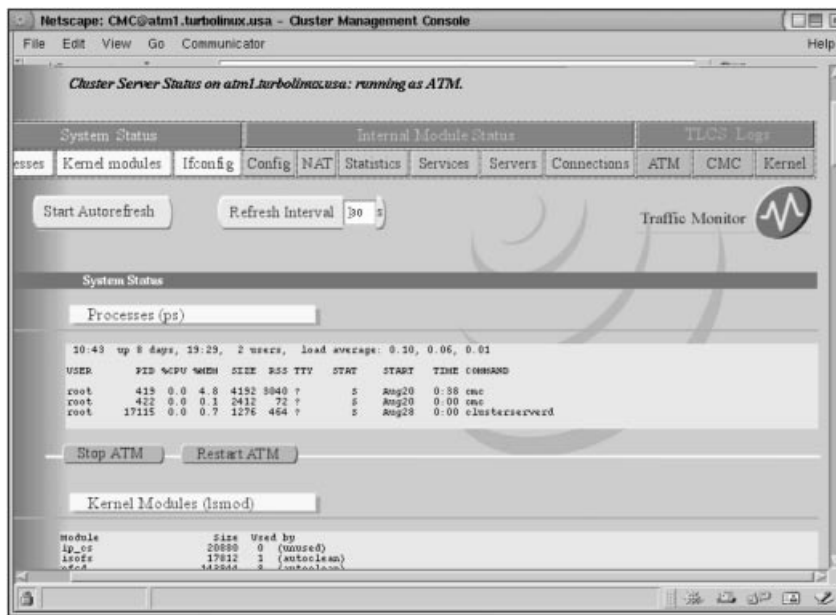 Netscape: CMC@atm1.turbolinux.usa - Cluster Management Console
File Edit View Go Communicator Help
Cluster Server Status on atm1.turbolinux.usa: running as ATM.
System Status Internal Module Status TLCS Logs
esses Kernel modules Ifconfig Config NAT Statistics Services Servers Connections ATM CMC Kernel
Start Autorefresh Refresh Interval 30 s Traffic Monitor
System Status
Processes (ps)
10:43 up 8 days, 19:29, 2 users, load average: 0.10, 0.06, 0.01
USER PID %CPU %MEM SIZE RSS TTY STAT START TIME COMMAND
root 419 0.0 4.8 4192 3040 ? S Aug20 0:38 cmc
root 422 0.0 0.1 2412 72 ? S Aug20 0:00 cmc
root 17115 0.0 0.7 1276 464 ? S Aug28 0:00 clusterserverd
Stop ATM Restart ATM
Kernel Modules (lsmod)
Module Size Used by
ip_cs 20880 0 (unused)
isofs 17812 1 (autoclean)